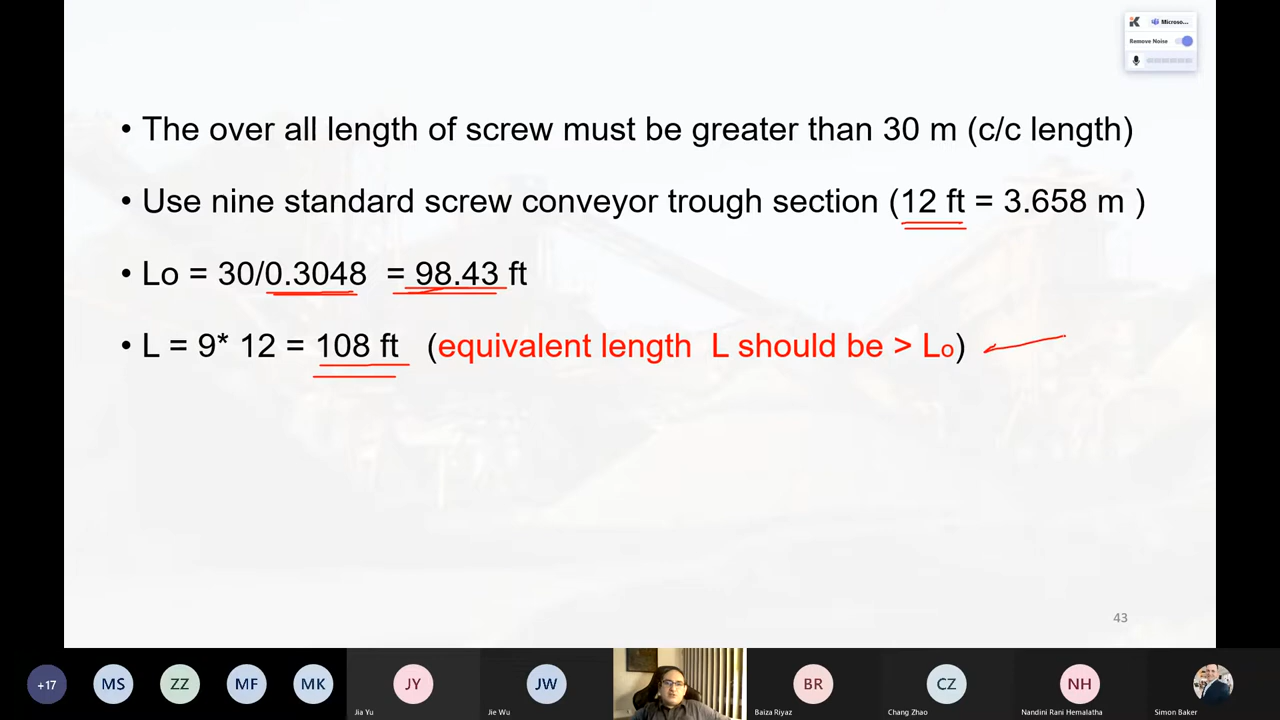 Microso...
Remove Noise
• The over all length of screw must be greater than 30 m (c/c length)
• Use nine standard screw conveyor trough section (12 ft = 3.658 m )
• Lo = 30/0.3048 = 98.43 ft
• L = 9* 12 = 108 ft (equivalent length L should be > Lo)
43
+17 MS ZZ MF MK JY JW BR CZ NH
Jia Yu Jie Wu Baiza Riyaz Chang Zhao Nandini Rani Hemalatha Simon Baker